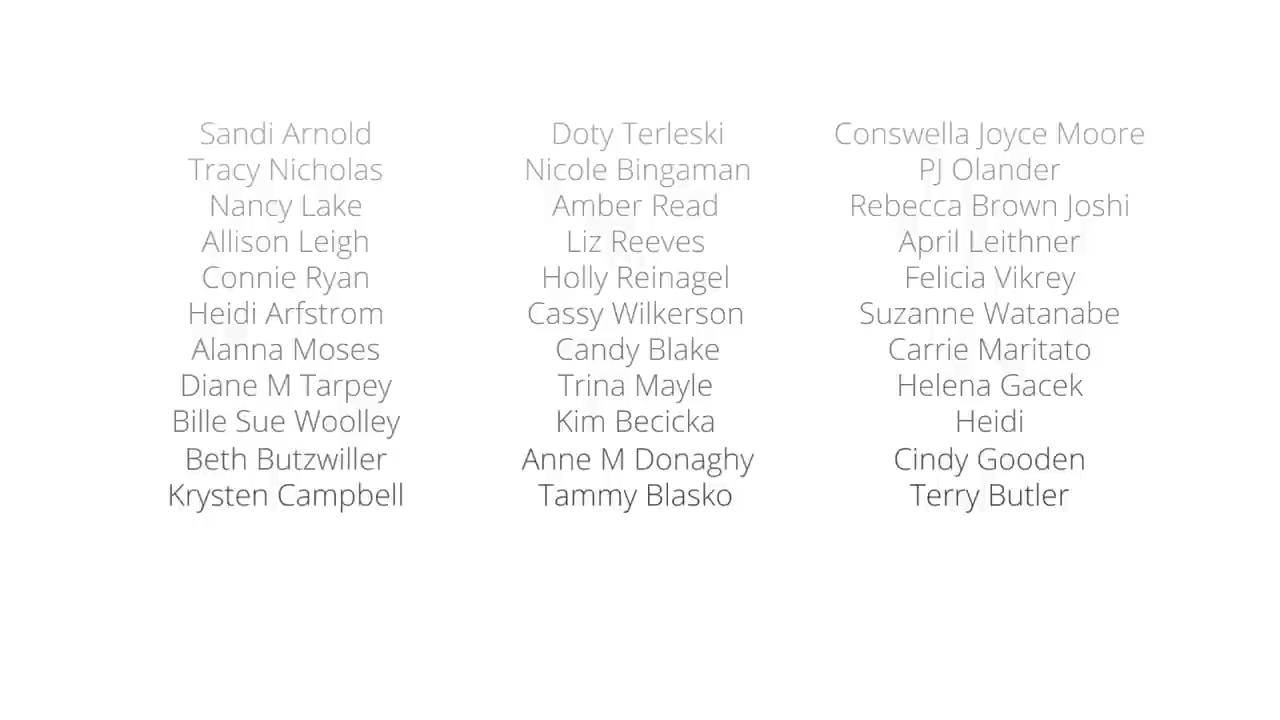 Sandi Arnold
Tracy Nicholas
Nancy Lake
Allison Leigh
Connie Ryan
Heidi Arfstrom
Alanna Moses
Diane M Tarpey
Bille Sue Woolley
Beth Butzwiller
Krysten Campbell
Doty Terleski
Nicole Bingaman
Amber Read
Liz Reeves
Holly Reinagel
Cassy Wilkerson
Candy Blake
Trina Mayle
Kim Becicka
Anne M Donaghy
Tammy Blasko
Conswella Joyce Moore
PJ Olander
Rebecca Brown Joshi
April Leithner
Felicia Vikrey
Suzanne Watanabe
Carrie Maritato
Helena Gacek
Heidi
Cindy Gooden
Terry Butler